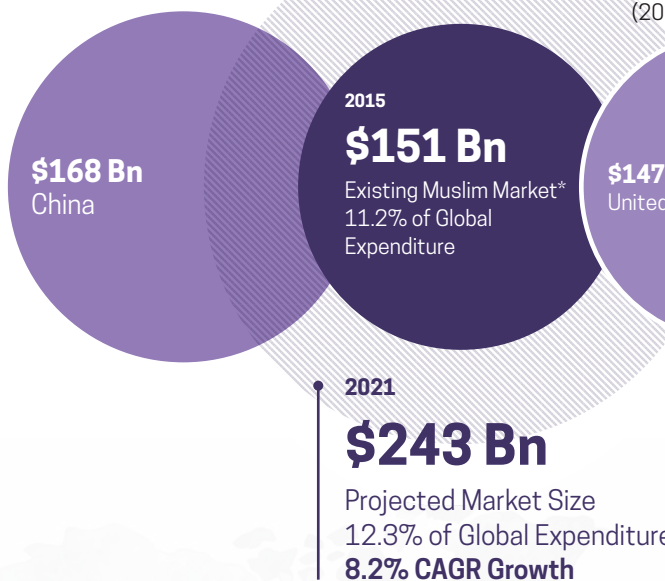 (20
$168 Bn
China
2015
$151 Bn
Existing Muslim Market*
11.2% of Global
Expenditure
$147
United
2021
$243 Bn
Projected Market Size
12.3% of Global Expenditure
8.2% CAGR Growth